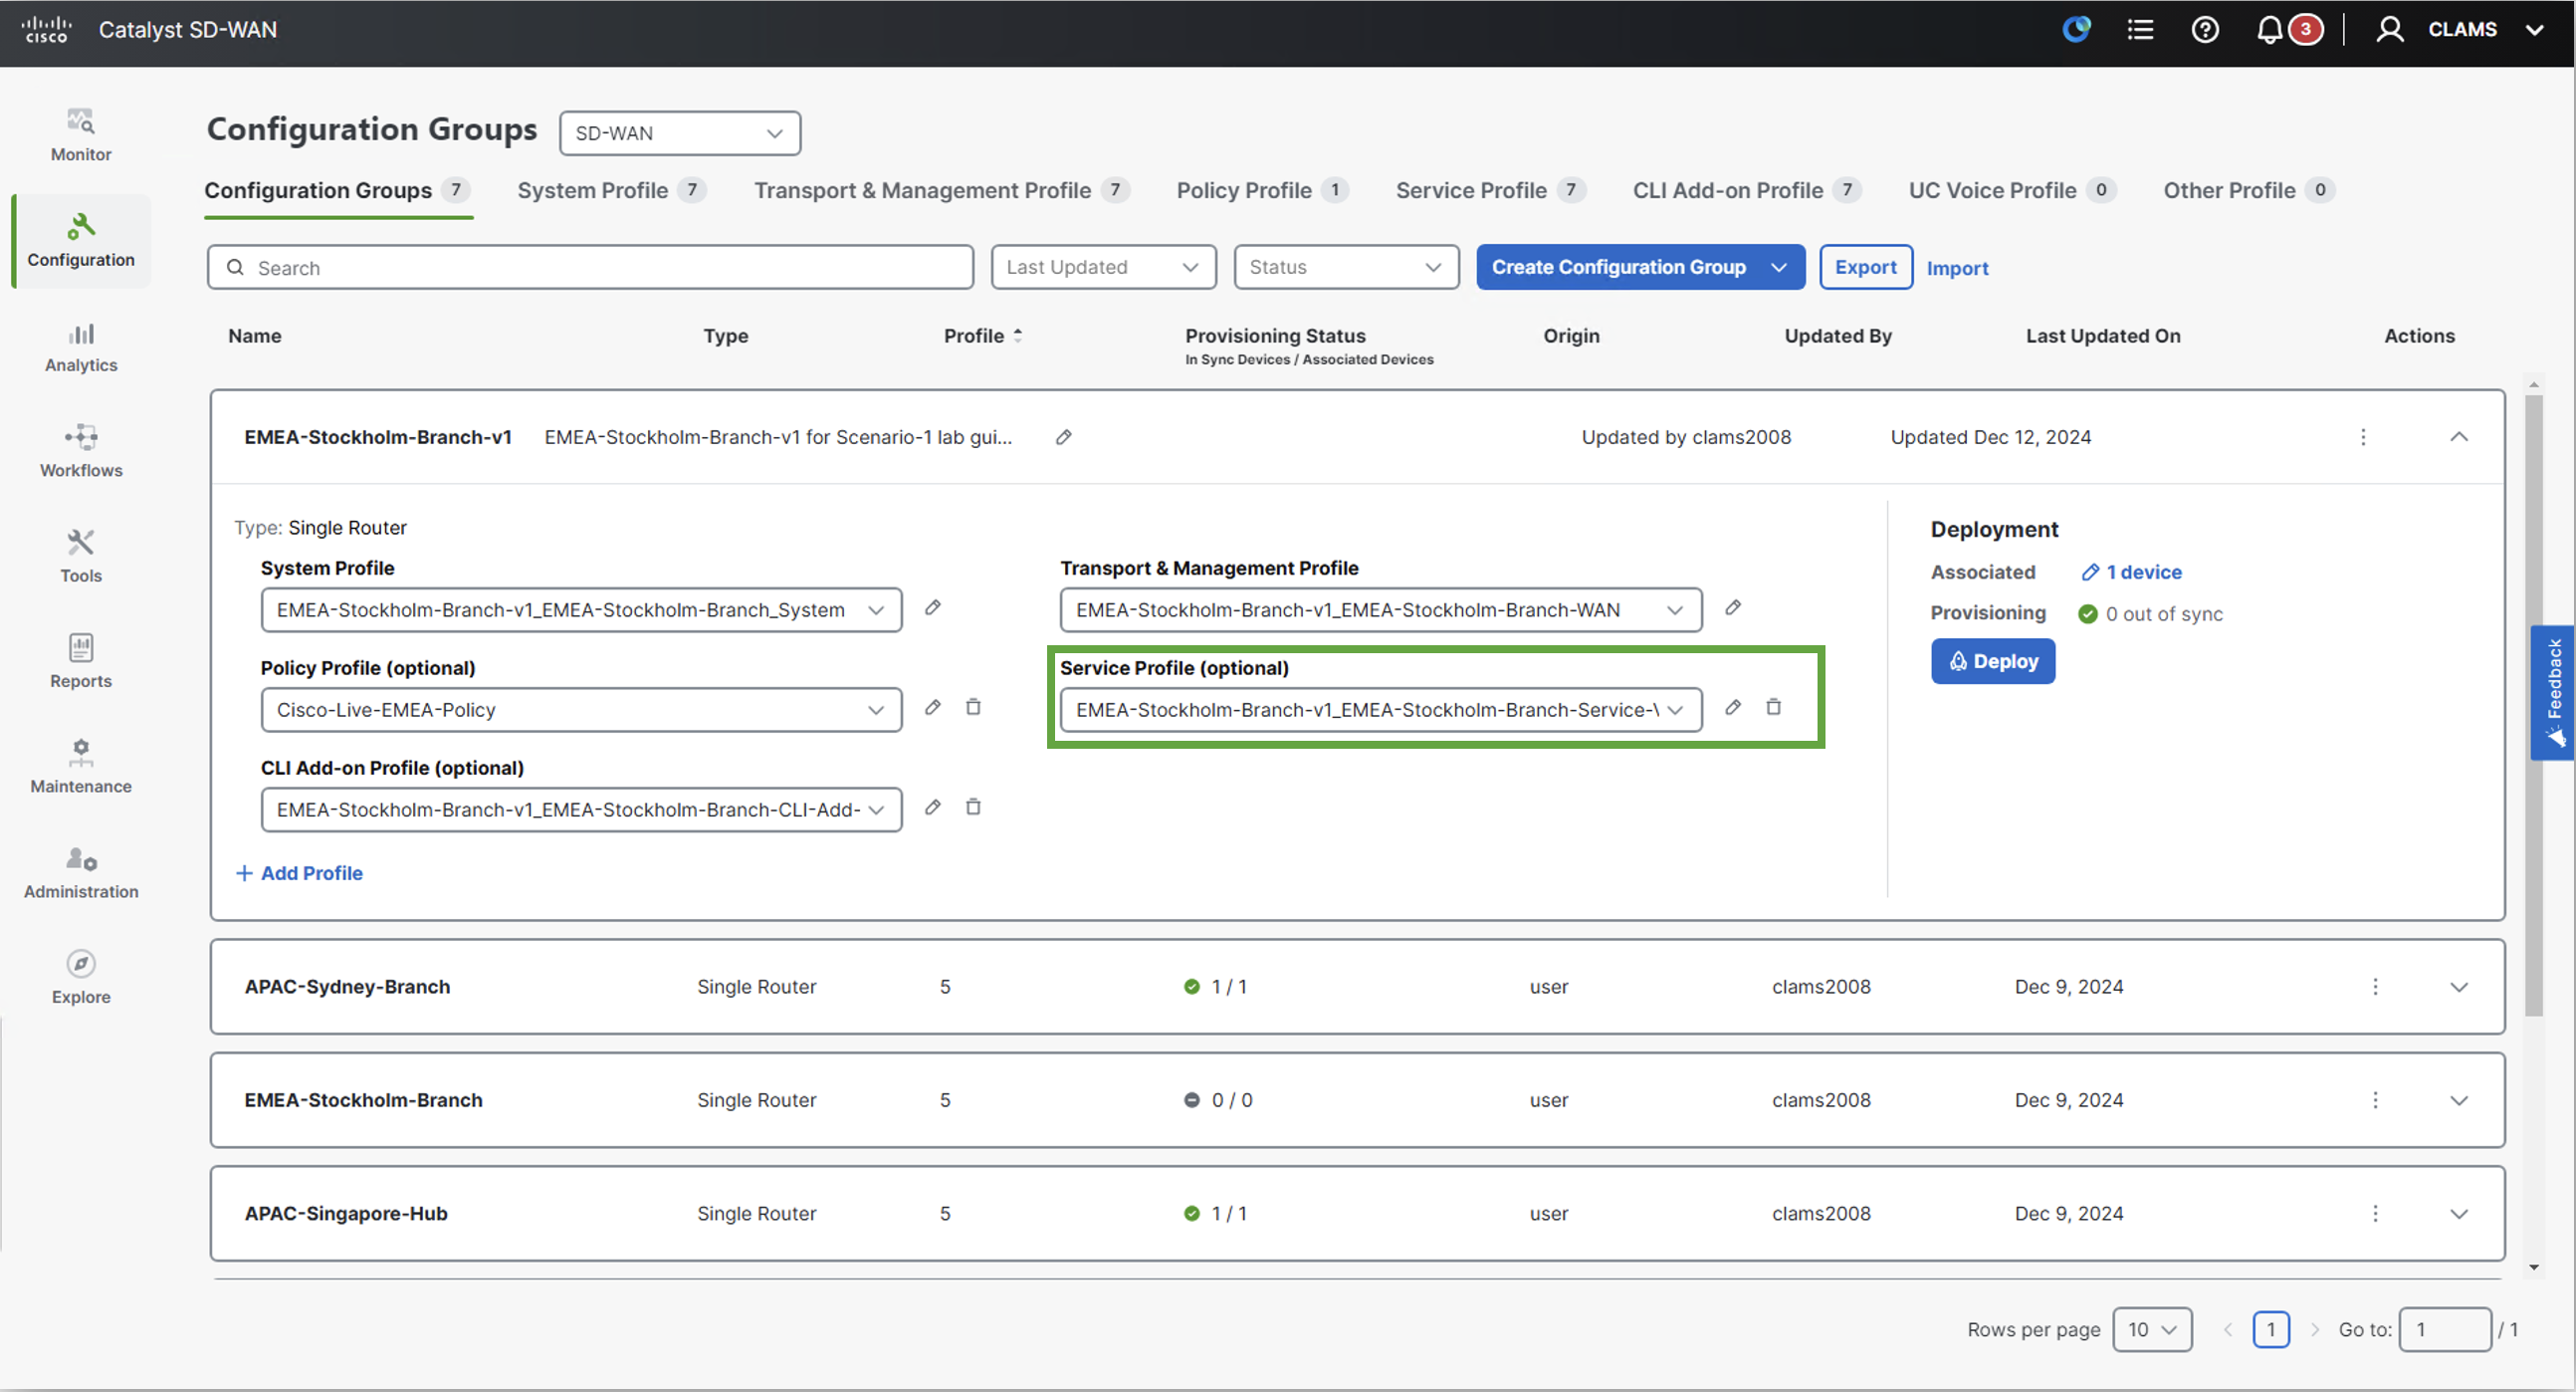 cisco Catalyst SD-WAN 3 CLAMS
Monitor
Configuration
Analytics
Workflows
Tools
Reports
Maintenance
Administration
Explore
Configuration Groups SD-WAN
Configuration Groups 7 System Profile 7 Transport & Management Profile 7 Policy Profile 1 Service Profile 7 CLI Add-on Profile 7 UC Voice Profile 0 Other Profile 0
Search Last Updated Status Create Configuration Group Export Import
Name Type Profile Provisioning Status Origin Updated By Last Updated On Actions
In Sync Devices / Associated Devices
EMEA-Stockholm-Branch-v1 EMEA-Stockholm-Branch-v1 for Scenario-1 lab gui... Updated by clams2008 Updated Dec 12, 2024
Type: Single Router
System Profile
EMEA-Stockholm-Branch-v1_EMEA-Stockholm-Branch_System
Transport & Management Profile
EMEA-Stockholm-Branch-v1_EMEA-Stockholm-Branch-WAN
Policy Profile (optional)
Cisco-Live-EMEA-Policy
Service Profile (optional)
EMEA-Stockholm-Branch-v1_EMEA-Stockholm-Branch-Service-
CLI Add-on Profile (optional)
EMEA-Stockholm-Branch-v1_EMEA-Stockholm-Branch-CLI-Add-
+ Add Profile
Deployment
Associated 1 device
Provisioning 0 out of sync
Deploy
Feedback
APAC-Sydney-Branch Single Router 5 1 / 1 user clams2008 Dec 9, 2024
EMEA-Stockholm-Branch Single Router 5 0 / 0 user clams2008 Dec 9, 2024
APAC-Singapore-Hub Single Router 5 1 / 1 user clams2008 Dec 9, 2024
Rows per page 10 1 Go to: 1 / 1